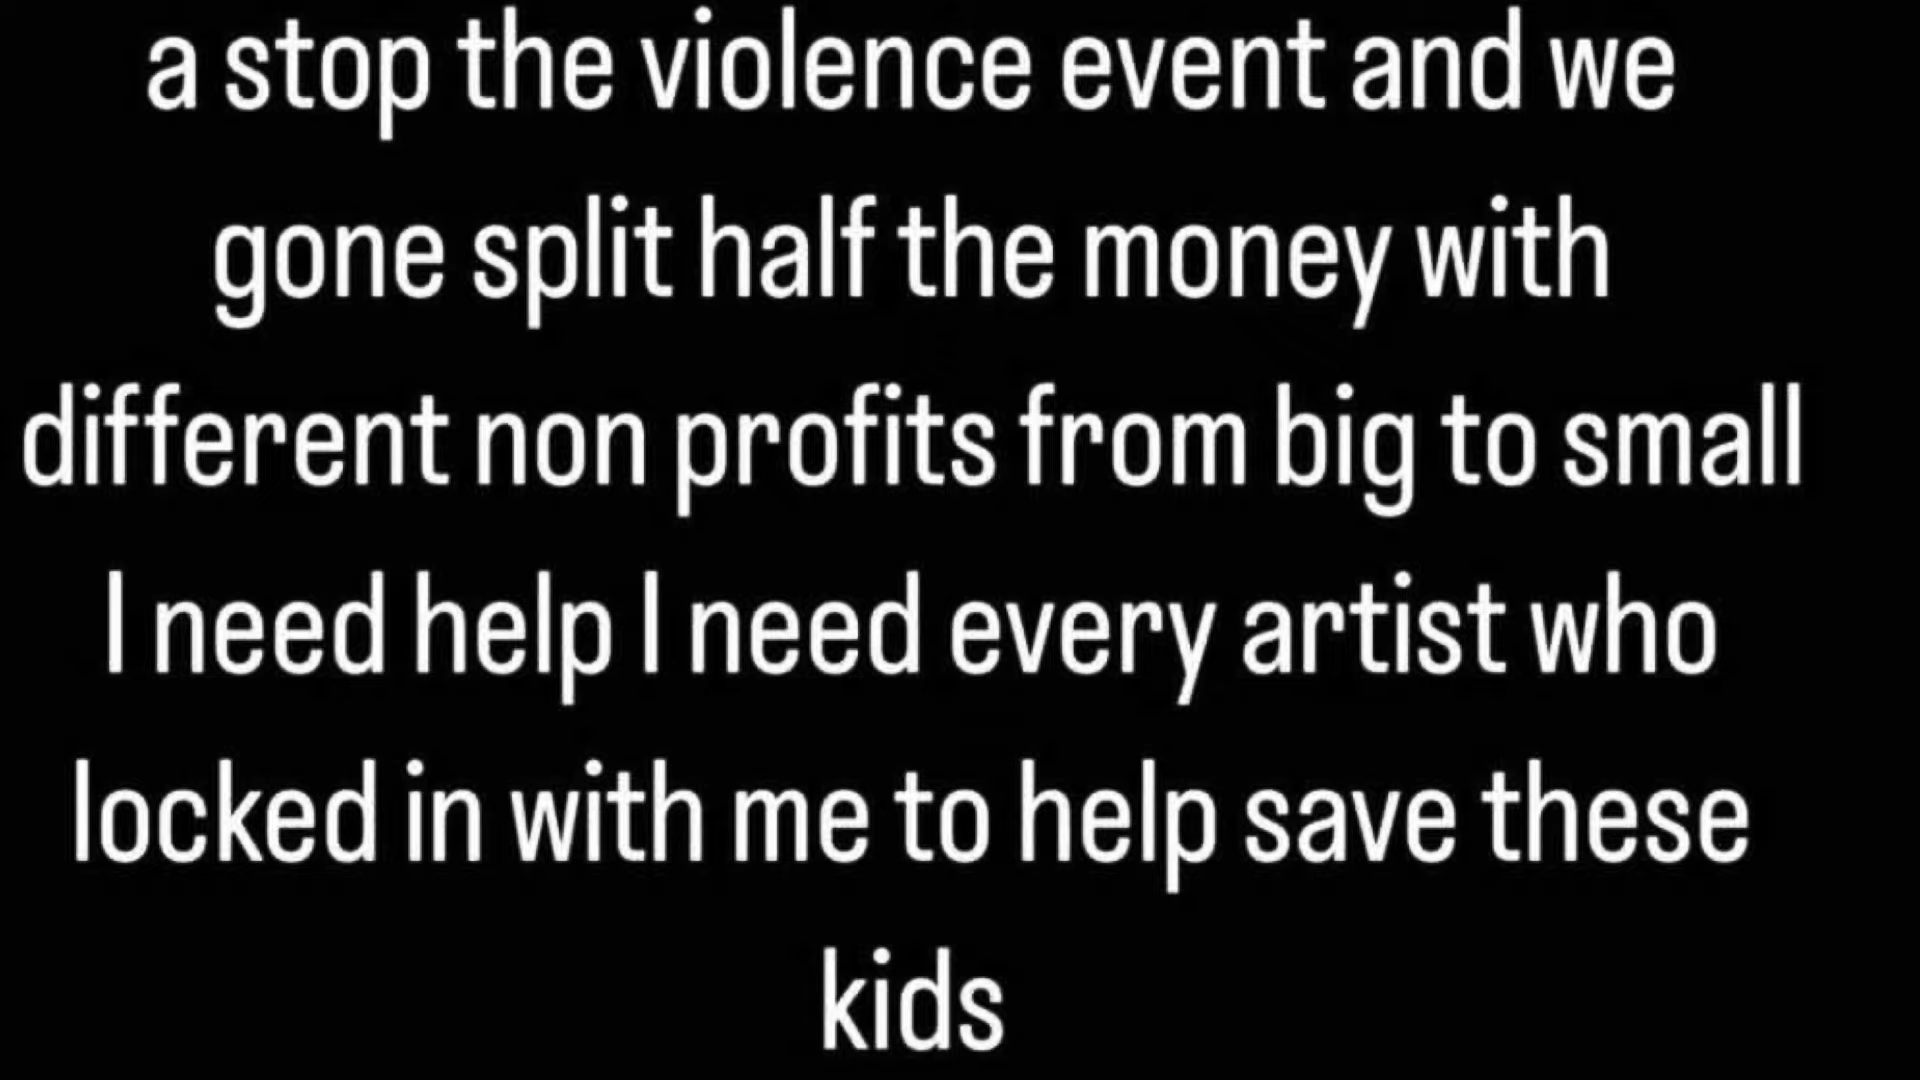 a stop the violence event and we
gone split half the money with
different non profits from big to small
I need help I need every artist who
locked in with me to help save these
kids